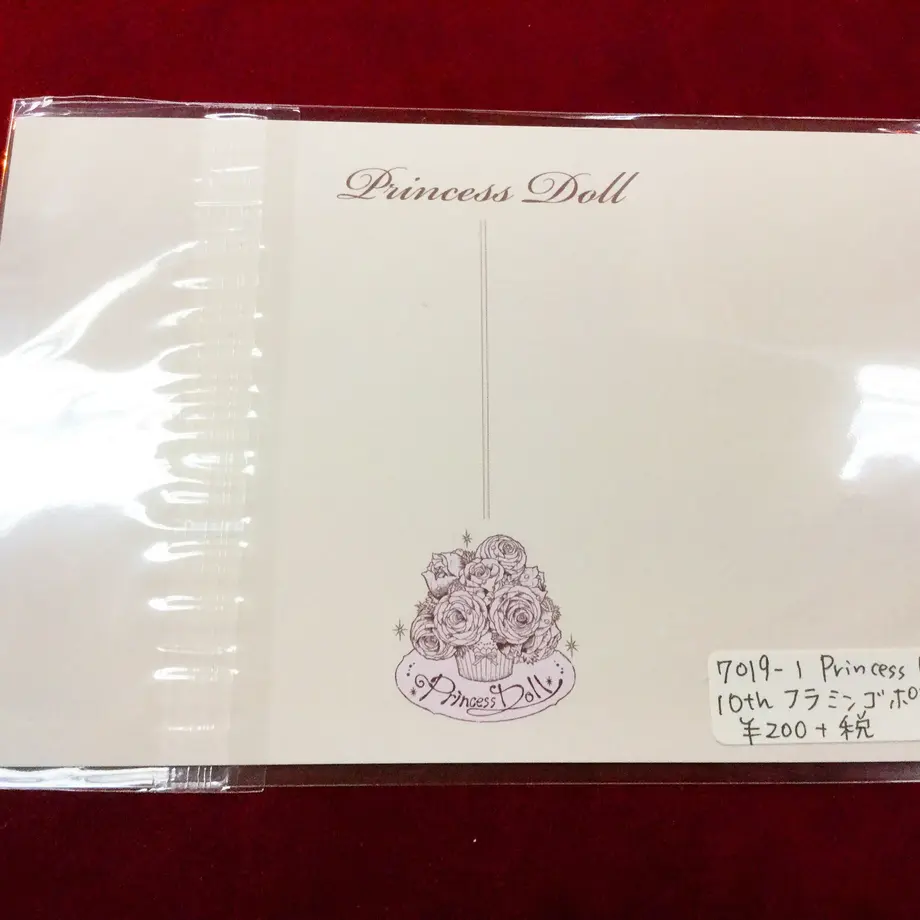 Princess Doll
Princess Doll
7019-1 Princess
10th フラミンゴポ
¥200+税